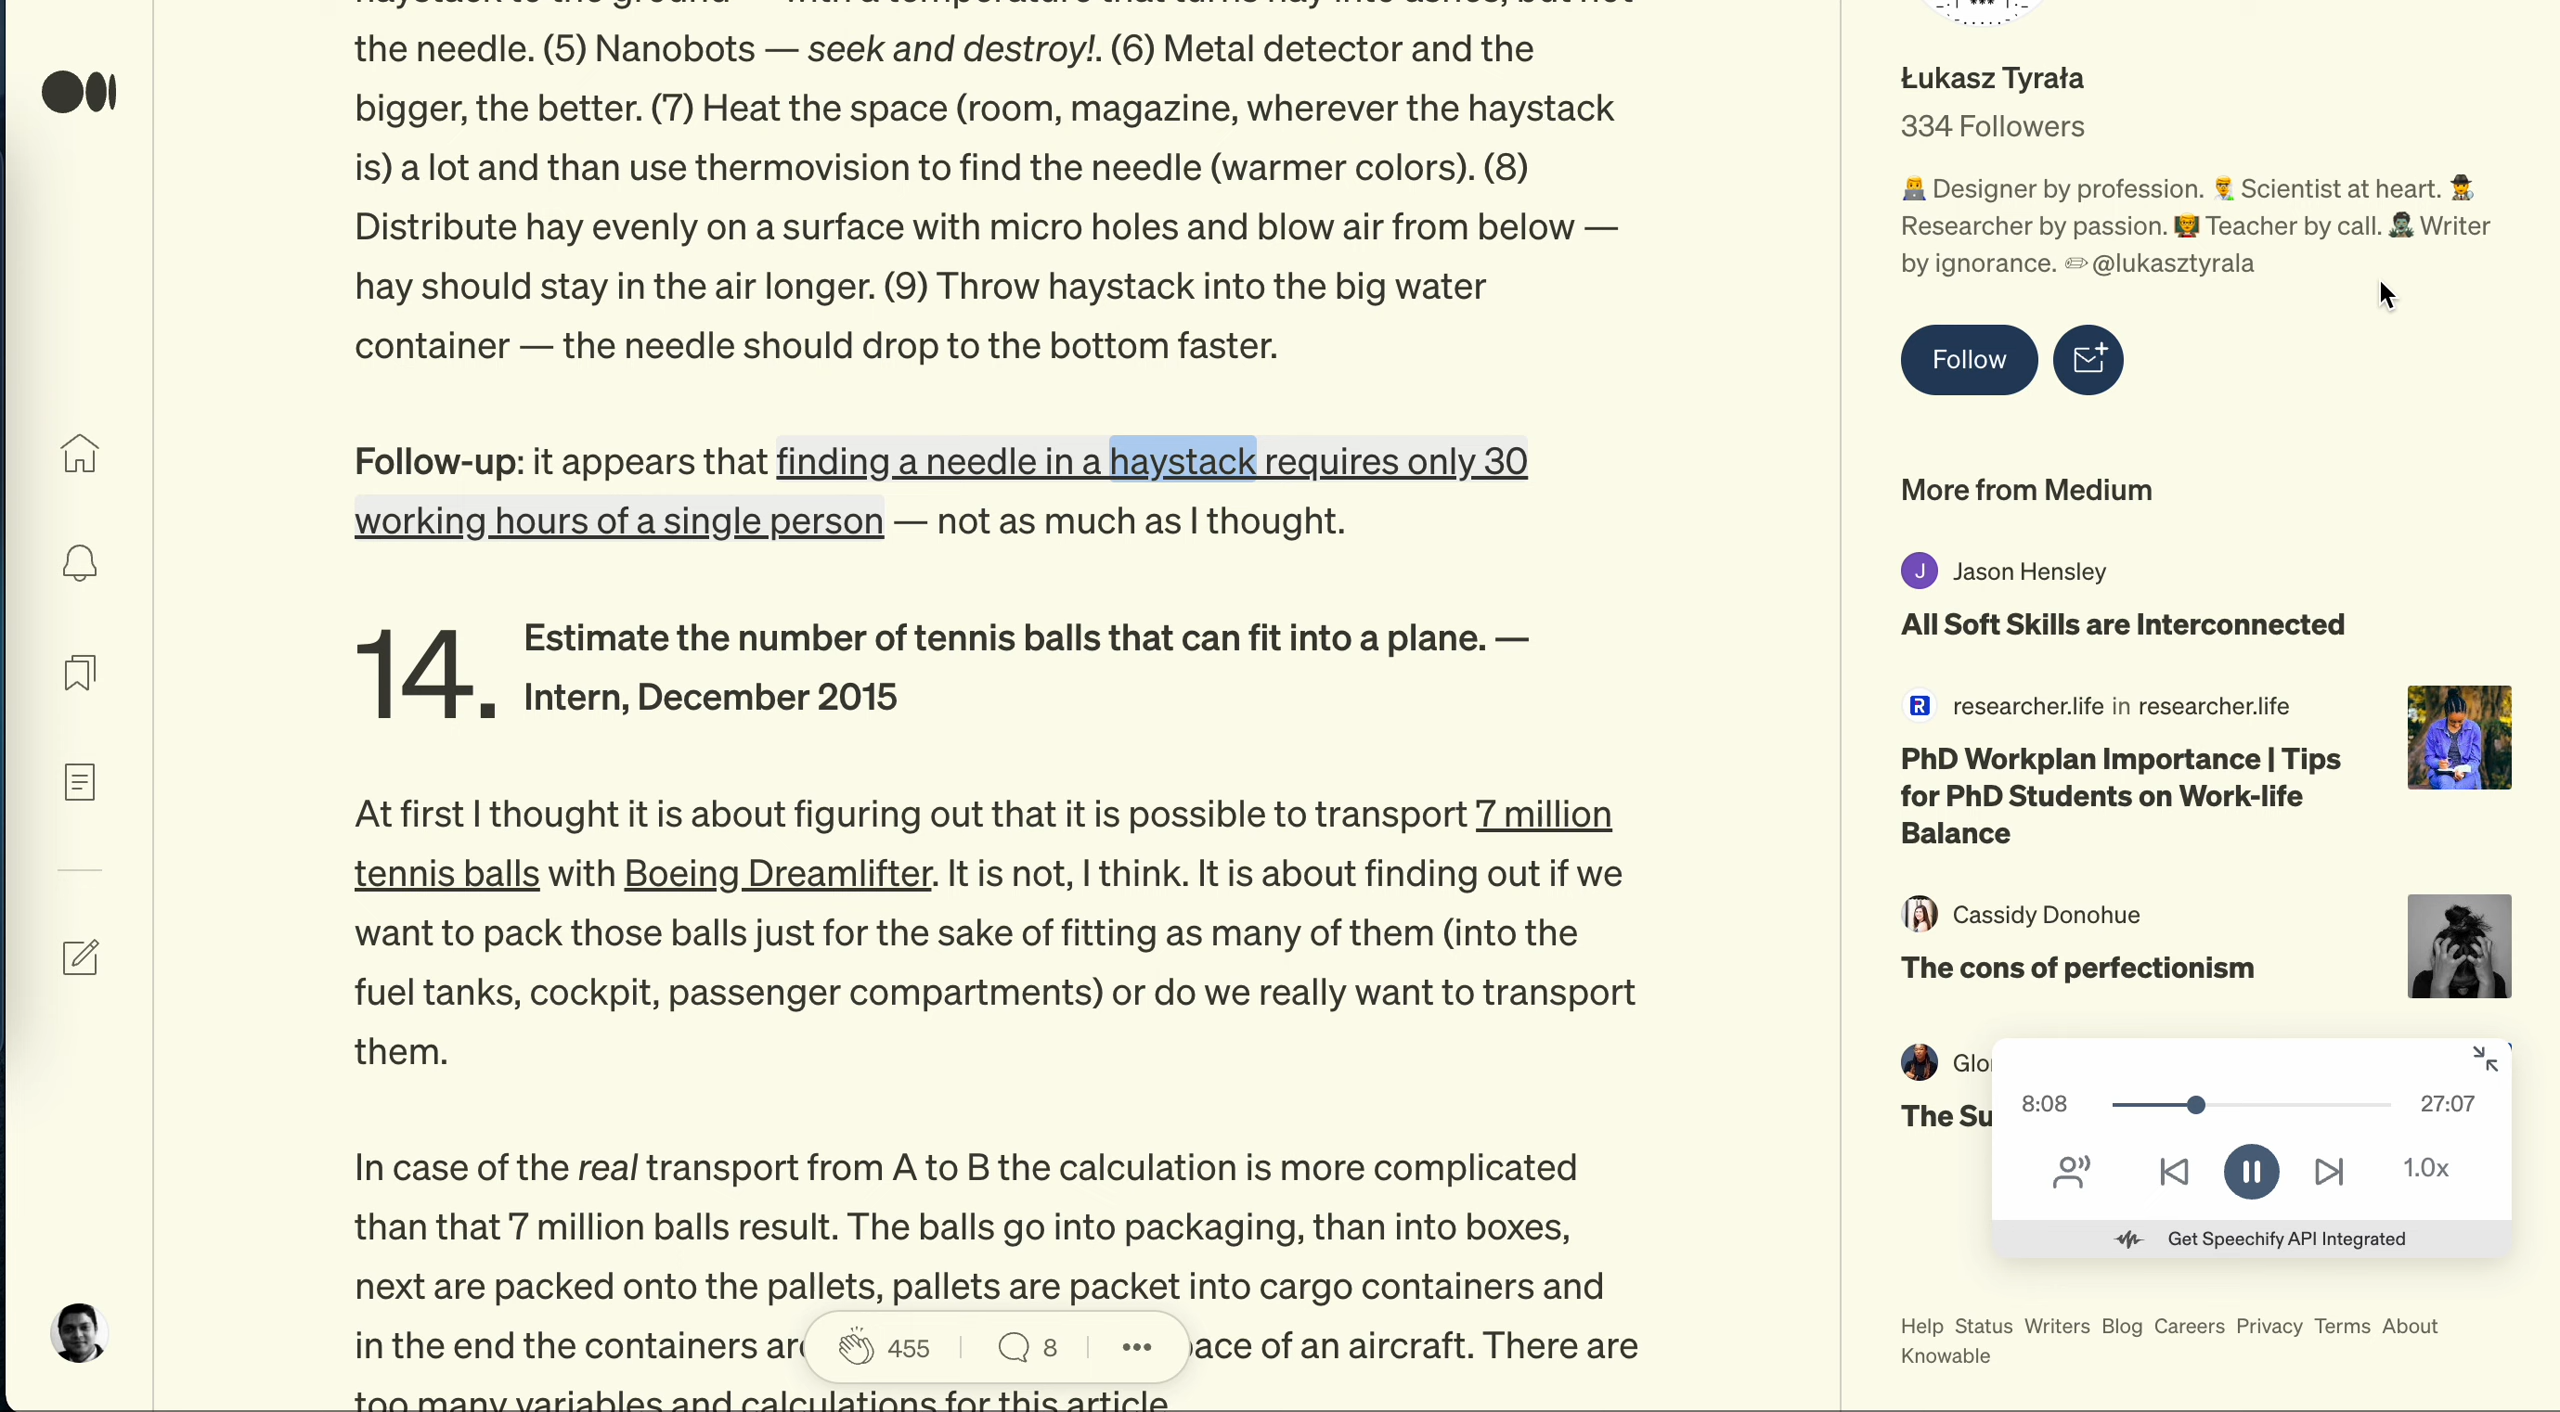 the needle. (5) Nanobots — seek and destroy!. (6) Metal detector and the
bigger, the better. (7) Heat the space (room, magazine, wherever the haystack
is) a lot and than use thermovision to find the needle (warmer colors). (8)
Distribute hay evenly on a surface with micro holes and blow air from below —
hay should stay in the air longer. (9) Throw haystack into the big water
container — the needle should drop to the bottom faster.
Follow-up: it appears that finding a needle in a haystack requires only 30
working hours of a single person — not as much as I thought.
14.
Estimate the number of tennis balls that can fit into a plane. —
Intern, December 2015
At first I thought it is about figuring out that it is possible to transport 7 million
tennis balls with Boeing Dreamlifter. It is not, I think. It is about finding out if we
want to pack those balls just for the sake of fitting as many of them (into the
fuel tanks, cockpit, passenger compartments) or do we really want to transport
them.
In case of the real transport from A to B the calculation is more complicated
than that 7 million balls result. The balls go into packaging, than into boxes,
next are packed onto the pallets, pallets are packet into cargo containers and
in the end the containers are
ace of an aircraft. There are
too many variables and calculations for this article
455
8
Łukasz Tyrała
334 Followers
Designer by profession. Scientist at heart.
Researcher by passion. Teacher by call. Writer
by ignorance. ✏ @lukasztyrala
Follow
More from Medium
J
Jason Hensley
All Soft Skills are Interconnected
R
researcher.life in researcher.life
PhD Workplan Importance | Tips
for PhD Students on Work-life
Balance
Cassidy Donohue
The cons of perfectionism
Glo
The Su
8:08
27:07
1.0x
Get Speechify API Integrated
Help Status Writers Blog Careers Privacy Terms About
Knowable